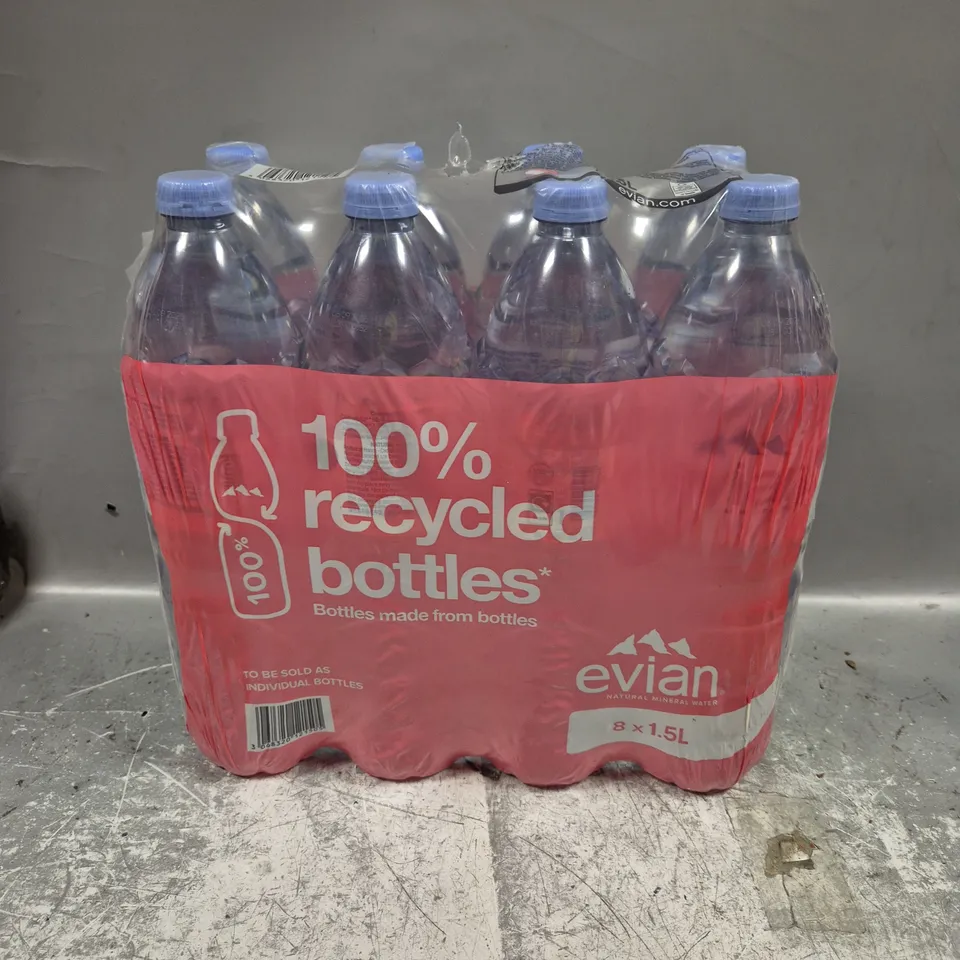 evian.com
100%
recycled
bottles*
Bottles made from bottles
100%
TO BE SOLD AS
INDIVIDUAL BOTTLES
evian
NATURAL MINERAL WATER
8 x 1.5L